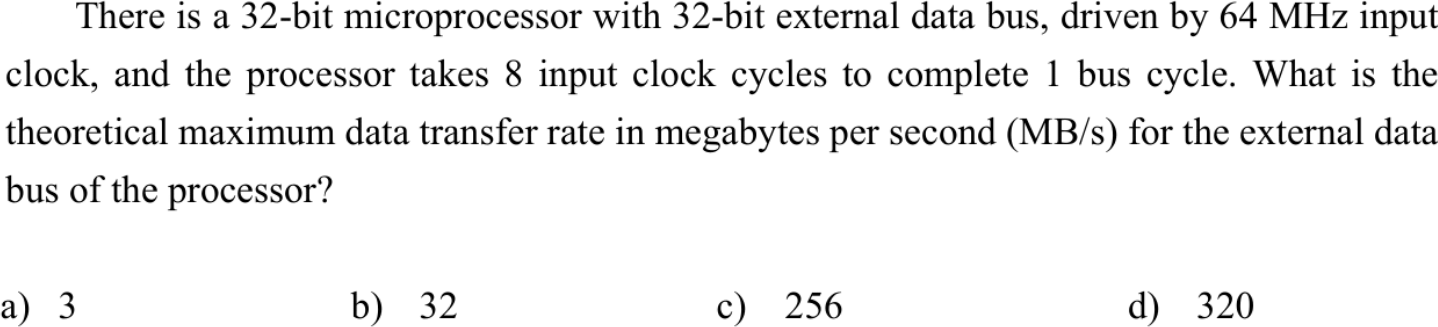 There is a 32-bit microprocessor with 32-bit external data bus, driven by 64 MHz input
clock, and the processor takes 8 input clock cycles to complete 1 bus cycle. What is the
theoretical maximum data transfer rate in megabytes per second (MB/s) for the external data
bus of the processor?
a) 3 b) 32 c) 256 d) 320